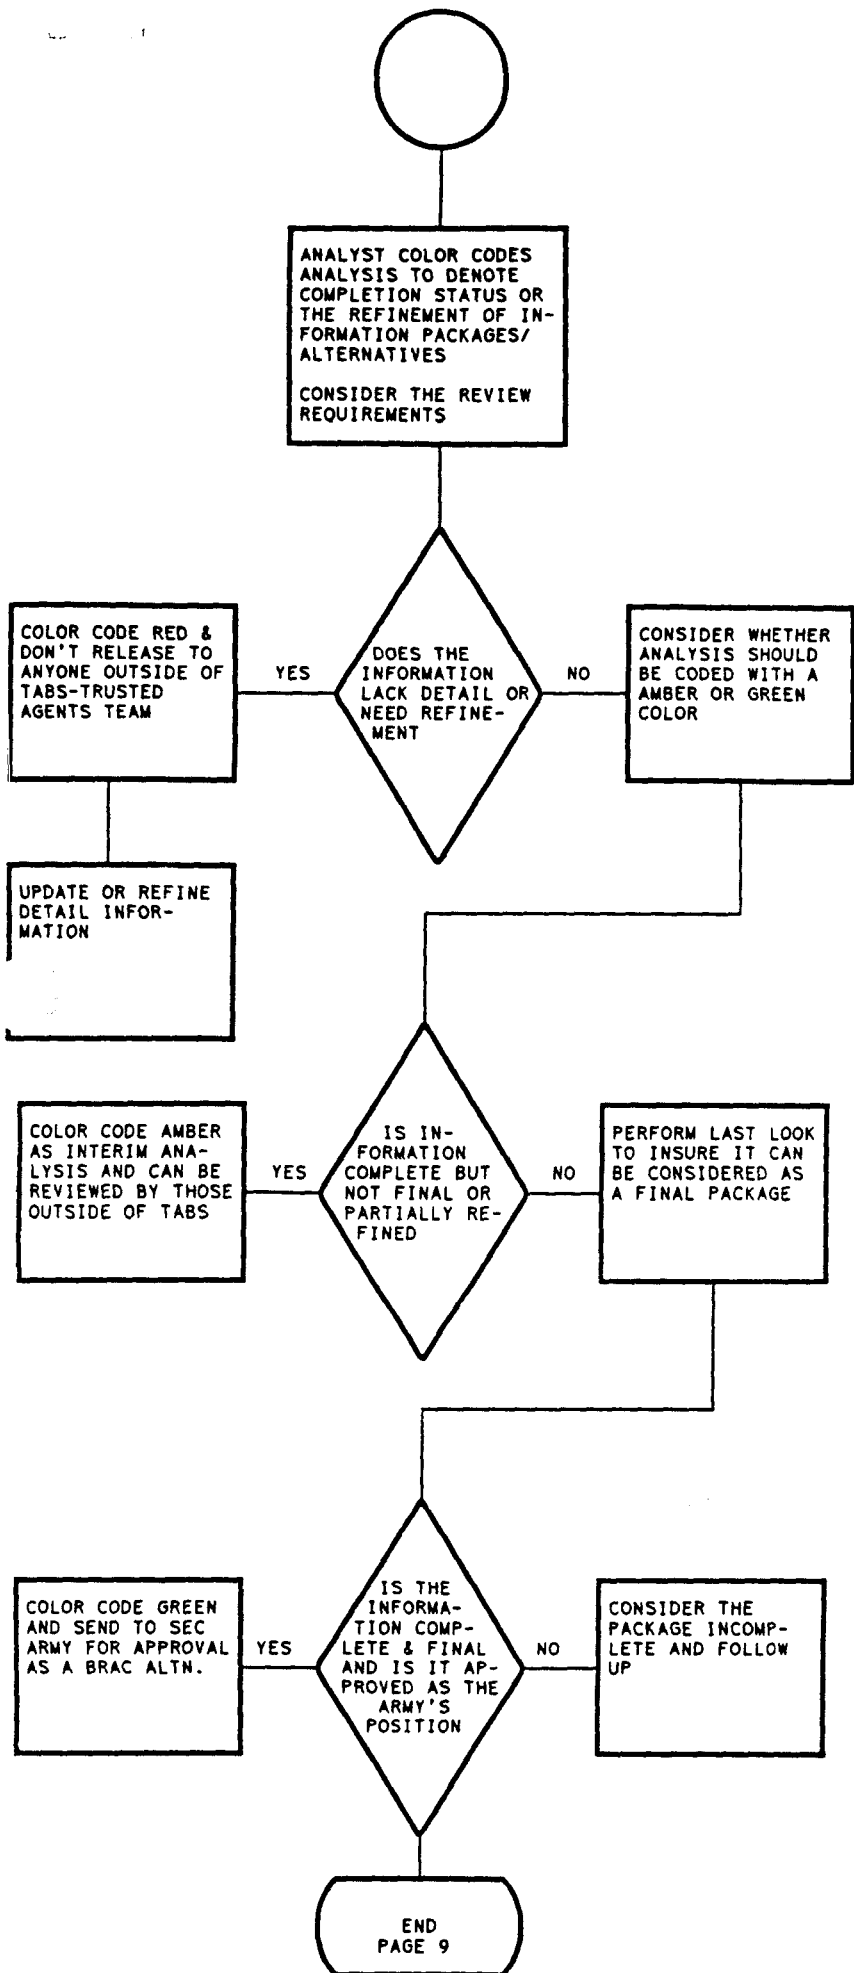 ANALYST COLOR CODES
ANALYSIS TO DENOTE
COMPLETION STATUS OR
THE REFINEMENT OF IN-
FORMATION PACKAGES/
ALTERNATIVES
CONSIDER THE REVIEW
REQUIREMENTS
COLOR CODE RED &
DON'T RELEASE TO
ANYONE OUTSIDE OF
TABS-TRUSTED
AGENTS TEAM
YES
DOES THE
INFORMATION
LACK DETAIL OR
NEED REFINE-
MENT
NO
CONSIDER WHETHER
ANALYSIS SHOULD
BE CODED WITH A
AMBER OR GREEN
COLOR
UPDATE OR REFINE
DETAIL INFOR-
MATION
COLOR CODE AMBER
AS INTERIM ANA-
LYSIS AND CAN BE
REVIEWED BY THOSE
OUTSIDE OF TABS
YES
IS IN-
FORMATION
COMPLETE BUT
NOT FINAL OR
PARTIALLY RE-
FINED
NO
PERFORM LAST LOOK
TO INSURE IT CAN
BE CONSIDERED AS
A FINAL PACKAGE
COLOR CODE GREEN
AND SEND TO SEC
ARMY FOR APPROVAL
AS A BRAC ALTN.
YES
IS THE
INFORMA-
TION COMP-
LETE & FINAL
AND IS IT AP-
PROVED AS THE
ARMY'S
POSITION
NO
CONSIDER THE
PACKAGE INCOMP-
LETE AND FOLLOW
UP
END
PAGE 9